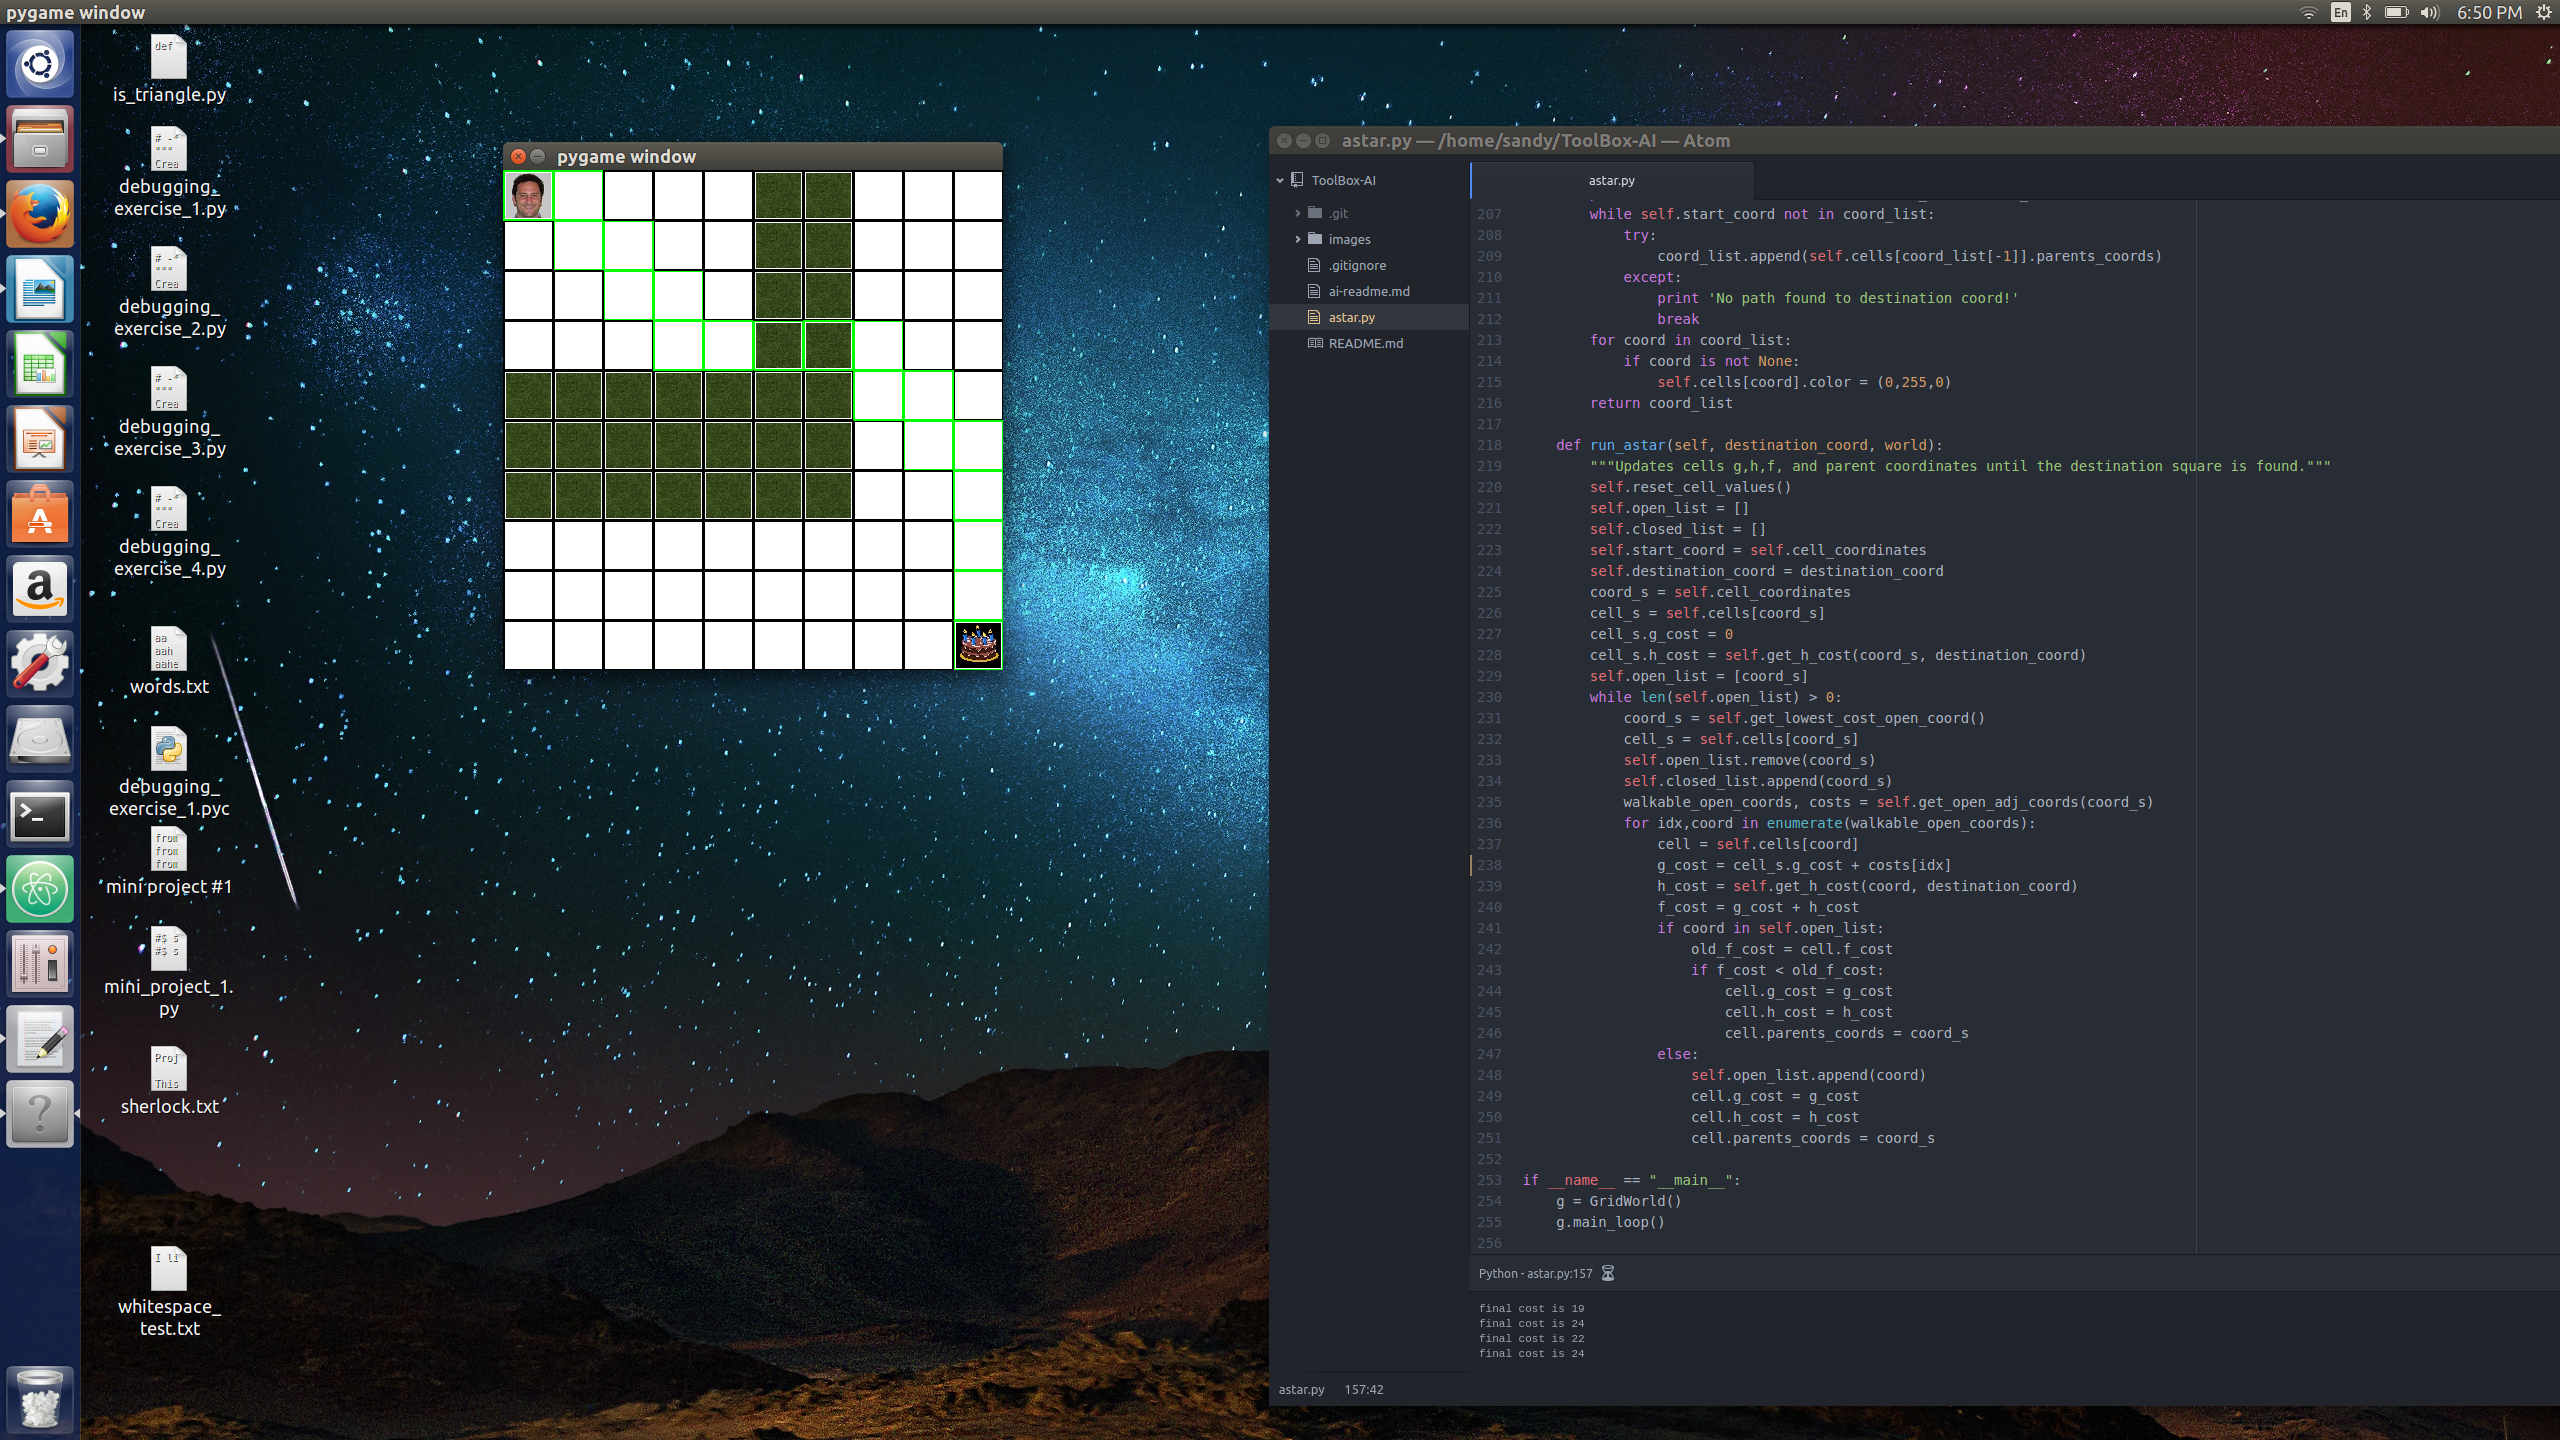 pygame window
En
6:50 PM
def
is_triangle.py
# -*
Crea
debugging_
exercise_1.py
# -*
Crea
debugging_
exercise_2.py
# -*
Crea
debugging_
exercise_3.py
# -*
Crea
debugging_
exercise_4.py
aa
aah
aahe
words.txt
debugging_
exercise_1.pyc
from
from
from
mini project #1
#$ s
#$ s
mini_project_1.
py
Proj
This
sherlock.txt
I li
whitespace_
test.txt
pygame window
astar.py — /home/sandy/ToolBox-AI — Atom
ToolBox-AI
.git
images
.gitignore
ai-readme.md
astar.py
README.md
astar.py
207 while self.start_coord not in coord_list:
208 try:
209 coord_list.append(self.cells[coord_list[-1]].parents_coords)
210 except:
211 print 'No path found to destination coord!'
212 break
213 for coord in coord_list:
214 if coord is not None:
215 self.cells[coord].color = (0,255,0)
216 return coord_list
217
218 def run_astar(self, destination_coord, world):
219 """Updates cells g,h,f, and parent coordinates until the destination square is found."""
220 self.reset_cell_values()
221 self.open_list = []
222 self.closed_list = []
223 self.start_coord = self.cell_coordinates
224 self.destination_coord = destination_coord
225 coord_s = self.cell_coordinates
226 cell_s = self.cells[coord_s]
227 cell_s.g_cost = 0
228 cell_s.h_cost = self.get_h_cost(coord_s, destination_coord)
229 self.open_list = [coord_s]
230 while len(self.open_list) > 0:
231 coord_s = self.get_lowest_cost_open_coord()
232 cell_s = self.cells[coord_s]
233 self.open_list.remove(coord_s)
234 self.closed_list.append(coord_s)
235 walkable_open_coords, costs = self.get_open_adj_coords(coord_s)
236 for idx,coord in enumerate(walkable_open_coords):
237 cell = self.cells[coord]
238 g_cost = cell_s.g_cost + costs[idx]
239 h_cost = self.get_h_cost(coord, destination_coord)
240 f_cost = g_cost + h_cost
241 if coord in self.open_list:
242 old_f_cost = cell.f_cost
243 if f_cost < old_f_cost:
244 cell.g_cost = g_cost
245 cell.h_cost = h_cost
246 cell.parents_coords = coord_s
247 else:
248 self.open_list.append(coord)
249 cell.g_cost = g_cost
250 cell.h_cost = h_cost
251 cell.parents_coords = coord_s
252
253 if __name__ == "__main__":
254 g = GridWorld()
255 g.main_loop()
256
Python - astar.py:157
final cost is 19
final cost is 24
final cost is 22
final cost is 24
astar.py 157:42